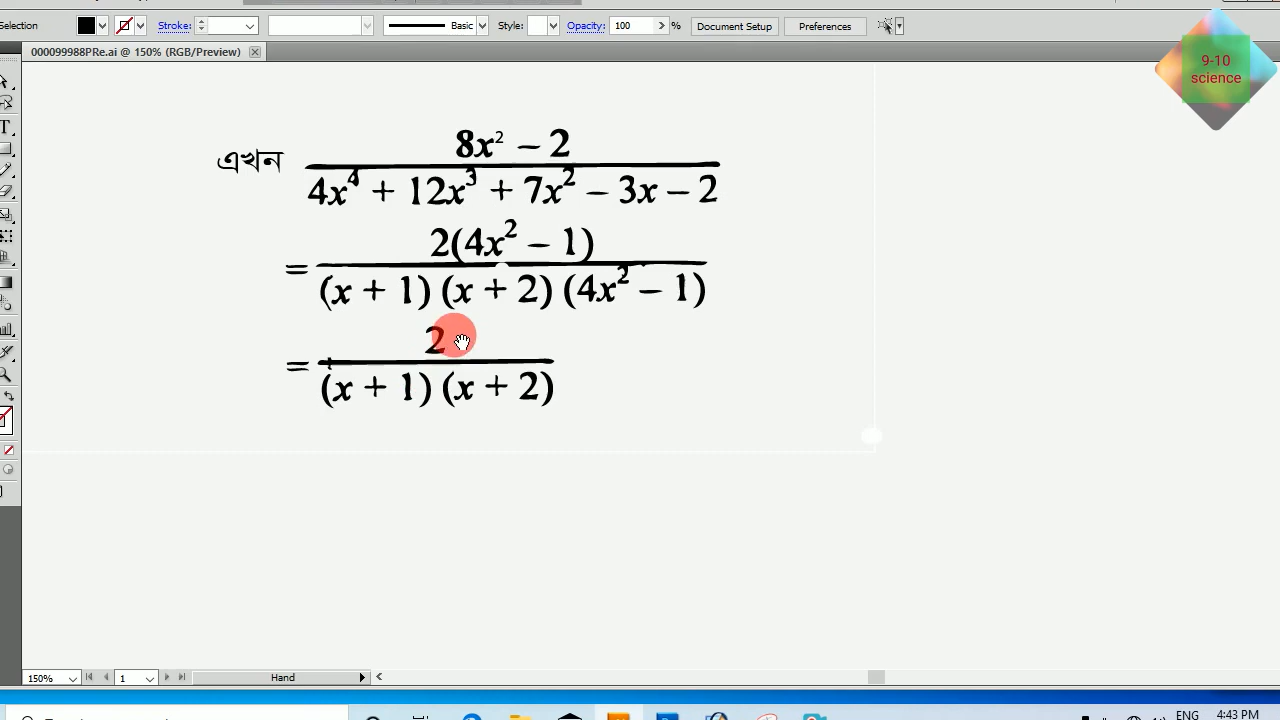 Selection Stroke: Basic Style: Opacity: 100 % Document Setup Preferences
000099988PRe.ai @ 150% (RGB/Preview)
9-10
science
এখন 8x² − 2
4x⁴ + 12x³ + 7x² − 3x − 2
= 2(4x² − 1)
(x + 1) (x + 2) (4x² − 1)
= 2
(x + 1) (x + 2)
150% 1 Hand
ENG 4:43 PM